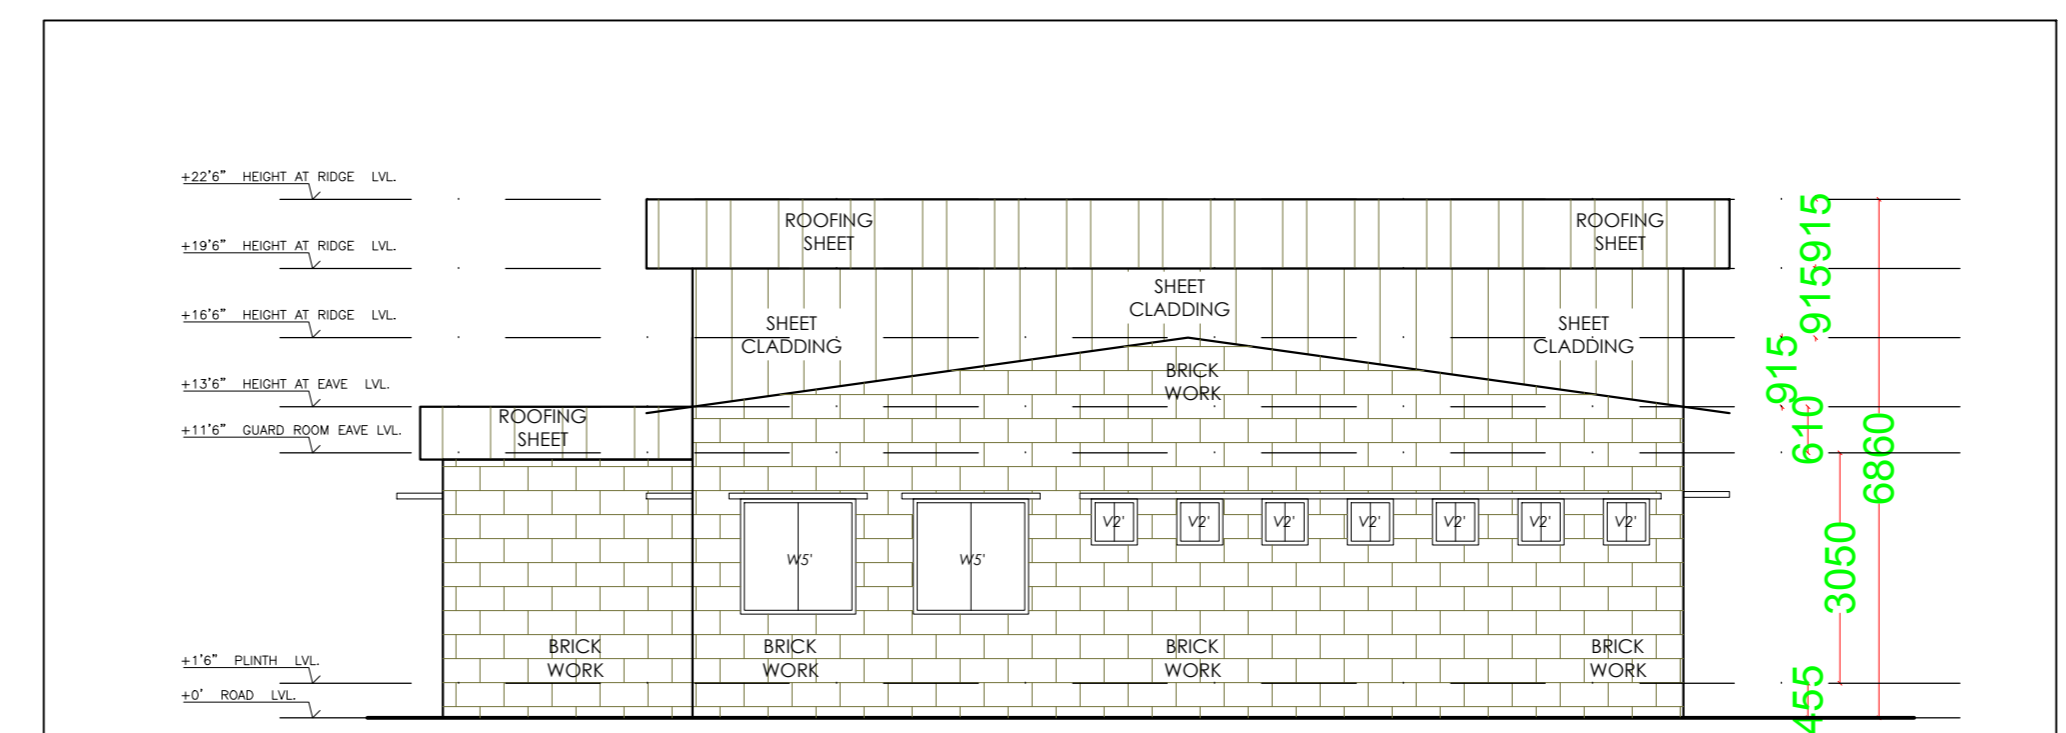 +22'6" HEIGHT AT RIDGE LVL.
+19'6" HEIGHT AT RIDGE LVL.
+16'6" HEIGHT AT RIDGE LVL.
+13'6" HEIGHT AT EAVE LVL.
+11'6" GUARD ROOM EAVE LVL.
+1'6" PLINTH LVL.
+0' ROAD LVL.
ROOFING
SHEET
ROOFING
SHEET
SHEET
CLADDING
SHEET
CLADDING
SHEET
CLADDING
BRICK
WORK
ROOFING
SHEET
W5'
W5'
V2'
V2'
V2'
V2'
V2'
V2'
V2'
BRICK
WORK
BRICK
WORK
BRICK
WORK
BRICK
WORK
915
915
915
610
6860
3050
455